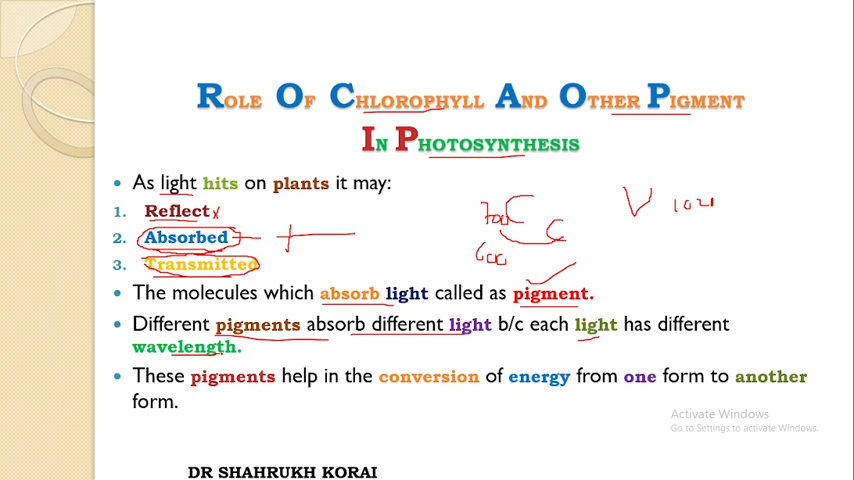 ROLE OF CHLOROPHYLL AND OTHER PIGMENT
IN PHOTOSYNTHESIS
• As light hits on plants it may:
1. Reflect x
2. Absorbed
3. Transmitted
700
600
V
• The molecules which absorb light called as pigment.
• Different pigments absorb different light b/c each light has different
wavelength.
• These pigments help in the conversion of energy from one form to another
form.
Activate Windows
Go to Settings to activate Windows.
DR SHAHRUKH KORAI